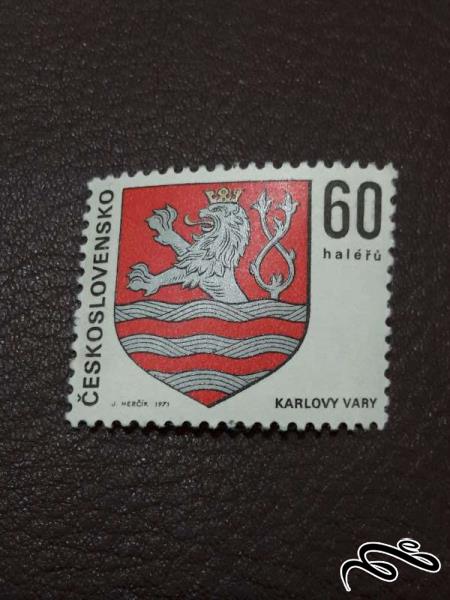 ČESKOSLOVENSKO
60
haléřů
J. HERČÍK 1971
KARLOVY VARY